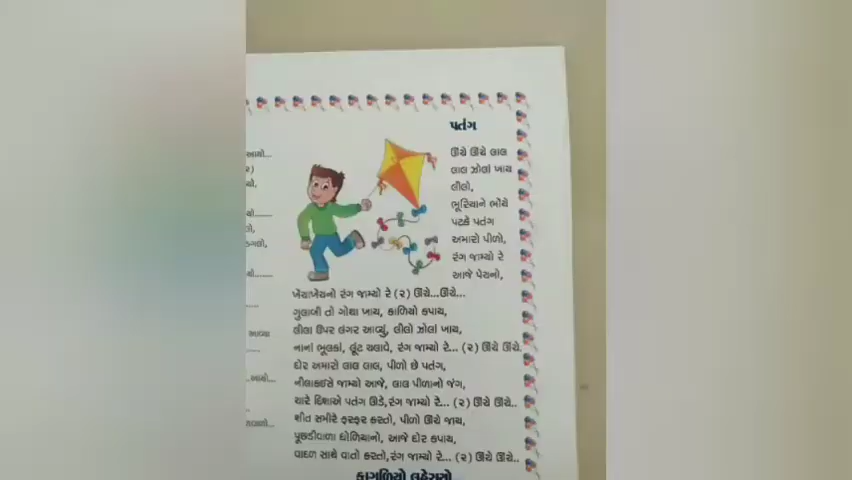 પતંગ
ઊંચે ઊંચે લાલ
લાલ ઝોલાં ખાય
લીલો,
ભૂરિયાને ભોંયે
પટકે પતંગ
અમારો પીળો,
રંગ જામ્યો રે
આજે પેચનો,
ખેંચાખેંચનો રંગ જામ્યો રે (૨) ઊંચે...ઊંચે...
ગુલાબી તો ગોથા ખાય, કાળિયો કપાય,
લીલા ઉપર લંગર આવ્યું, લીલો ઝોલાં ખાય,
નાનાં ભૂલકાં, લૂંટ ચલાવે, રંગ જામ્યો રે... (૨) ઊંચે ઊંચે.
દોર અમારો લાલ લાલ, પીળો છે પતંગ,
નીલાકાશે જામ્યો આજે, લાલ પીળાનો જંગ,
ચારે દિશાએ પતંગ ઊડે, રંગ જામ્યો રે... (૨) ઊંચે ઊંચે..
શીત સમીરે ફરફર કરતો, પીળો ઊંચે જાય,
પૂછડીવાળા ધોળિયાનો, આજે દોર કપાય,
વાદળ સાથે વાતો કરતો, રંગ જામ્યો રે... (૨) ઊંચે ઊંચે..